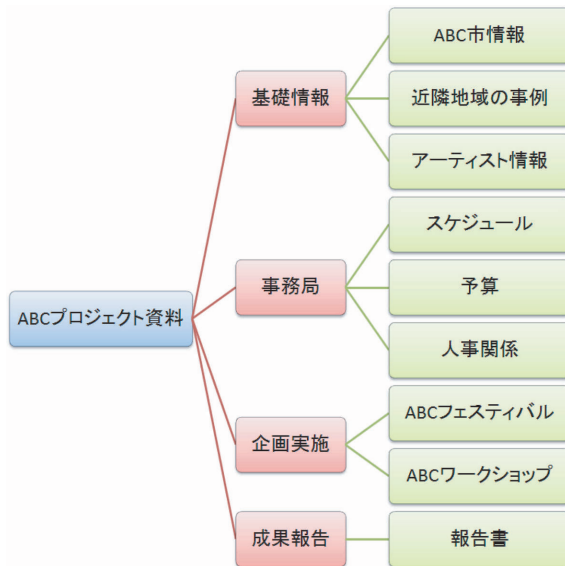 ABCプロジェクト資料
基礎情報
ABC市情報
近隣地域の事例
アーティスト情報
事務局
スケジュール
予算
人事関係
企画実施
ABCフェスティバル
ABCワークショップ
成果報告
報告書